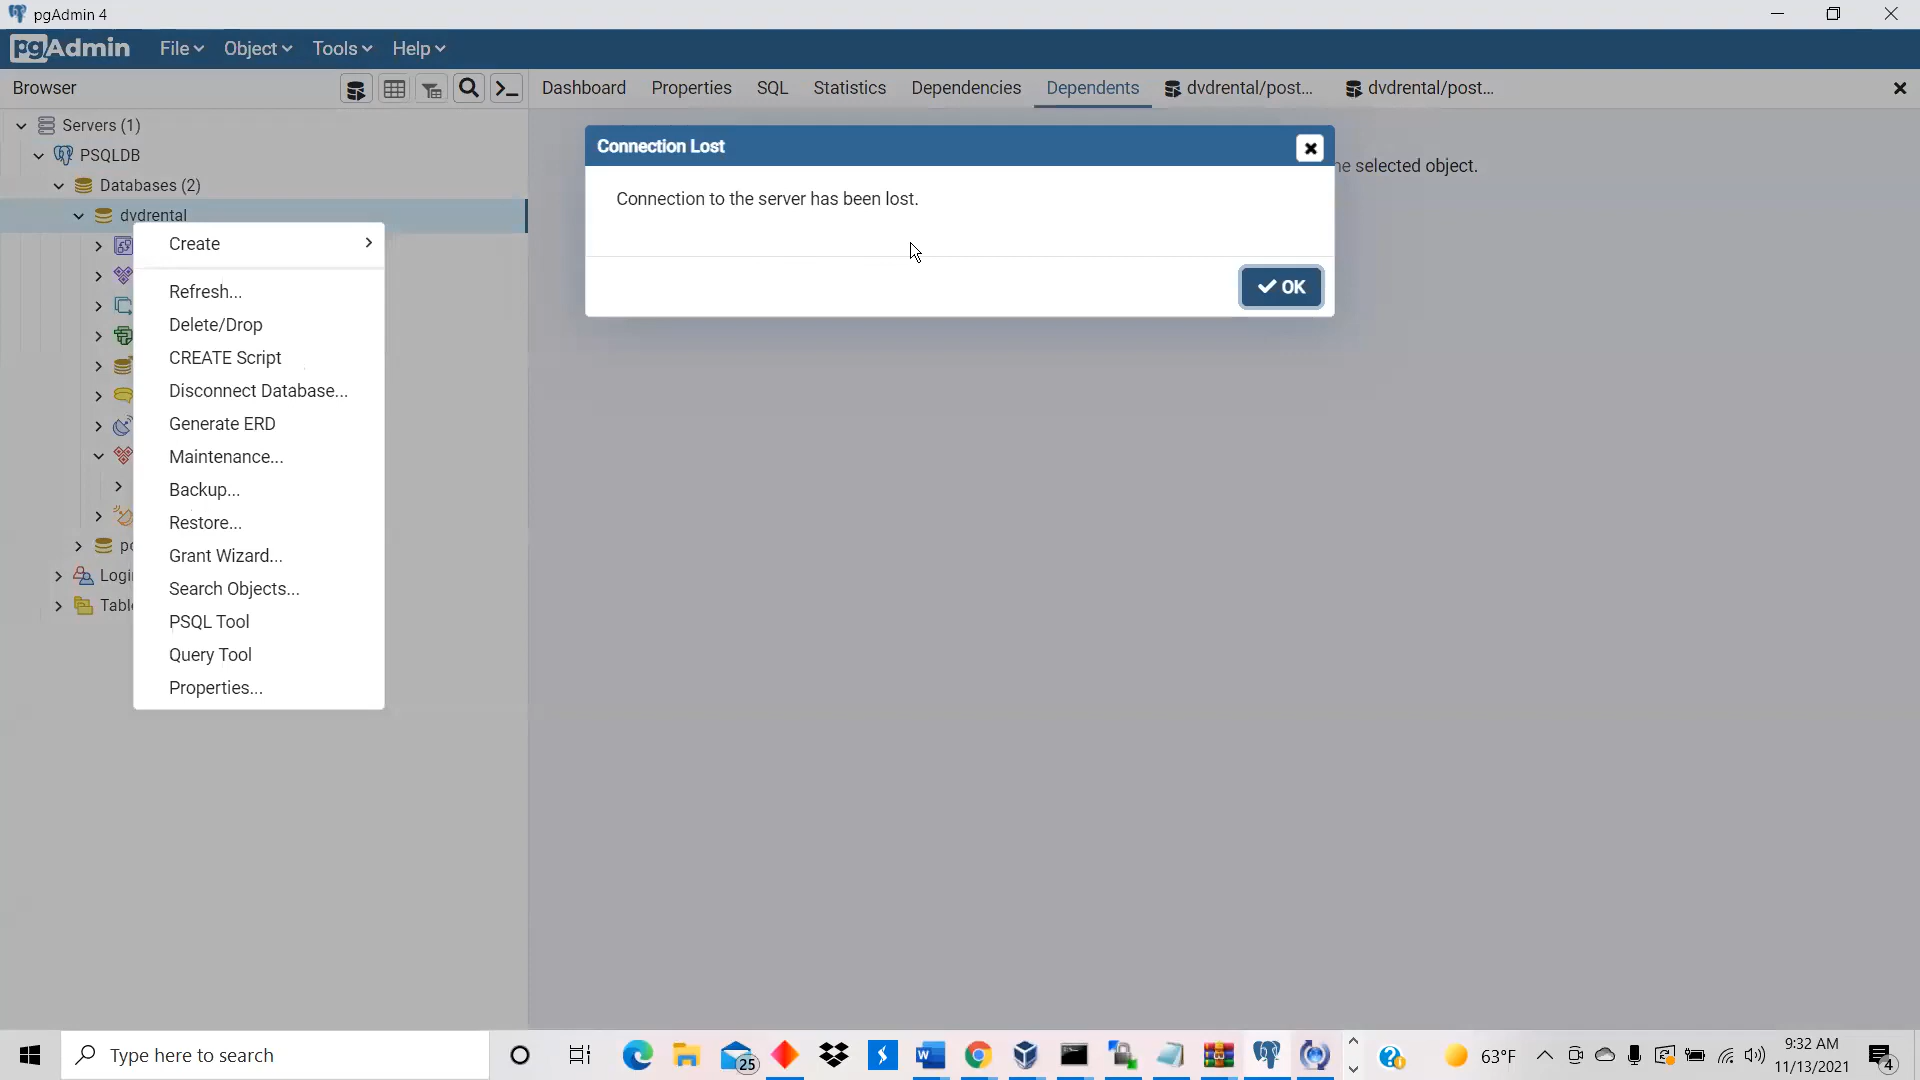 pgAdmin 4
pgAdmin File Object Tools Help
Browser
Dashboard Properties SQL Statistics Dependencies Dependents dvdrental/post... dvdrental/post...
Servers (1)
PSQLDB
Databases (2)
dvdrental
Connection Lost
Connection to the server has been lost.
OK
selected object.
Create
Refresh...
Delete/Drop
CREATE Script
Disconnect Database...
Generate ERD
Maintenance...
Backup...
Restore...
Grant Wizard...
Search Objects...
PSQL Tool
Query Tool
Properties...
Type here to search
25
63°F
9:32 AM
11/13/2021
4